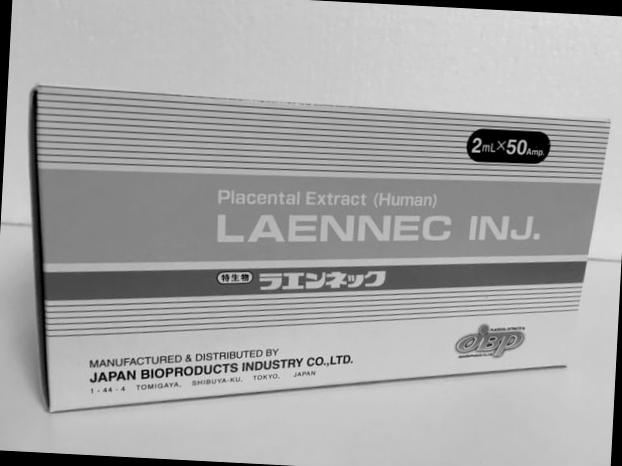 2mL×50Amp.
Placental Extract (Human)
LAENNEC INJ.
特生物 ラエンネック
MANUFACTURED & DISTRIBUTED BY
JAPAN BIOPRODUCTS INDUSTRY CO.,LTD.
1-44-4 TOMIGAYA, SHIBUYA-KU, TOKYO, JAPAN
JBP